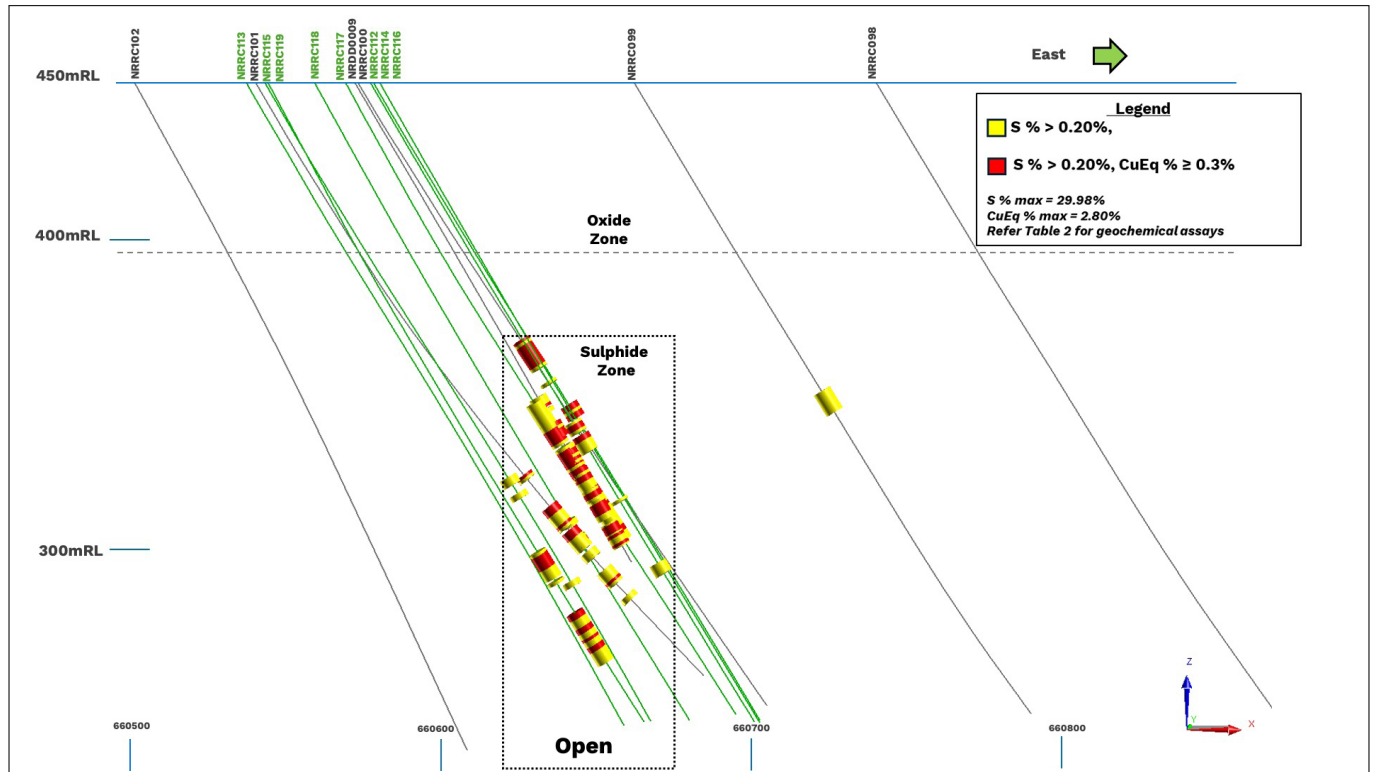 NRRC102
NRRC113
NRRC101
NRRC115
NRRC119
NRRC118
NRRC117
NRDD0009
NRRC100
NRRC112
NRRC114
NRRC116
NRRC099
NRRC098
East
450mRL
Legend
S % > 0.20%,
S % > 0.20%, CuEq % ≥ 0.3%
S % max = 29.98%
CuEq % max = 2.80%
Refer Table 2 for geochemical assays
400mRL
Oxide
Zone
Sulphide
Zone
300mRL
Z
Y
X
660500
660600
660700
660800
Open